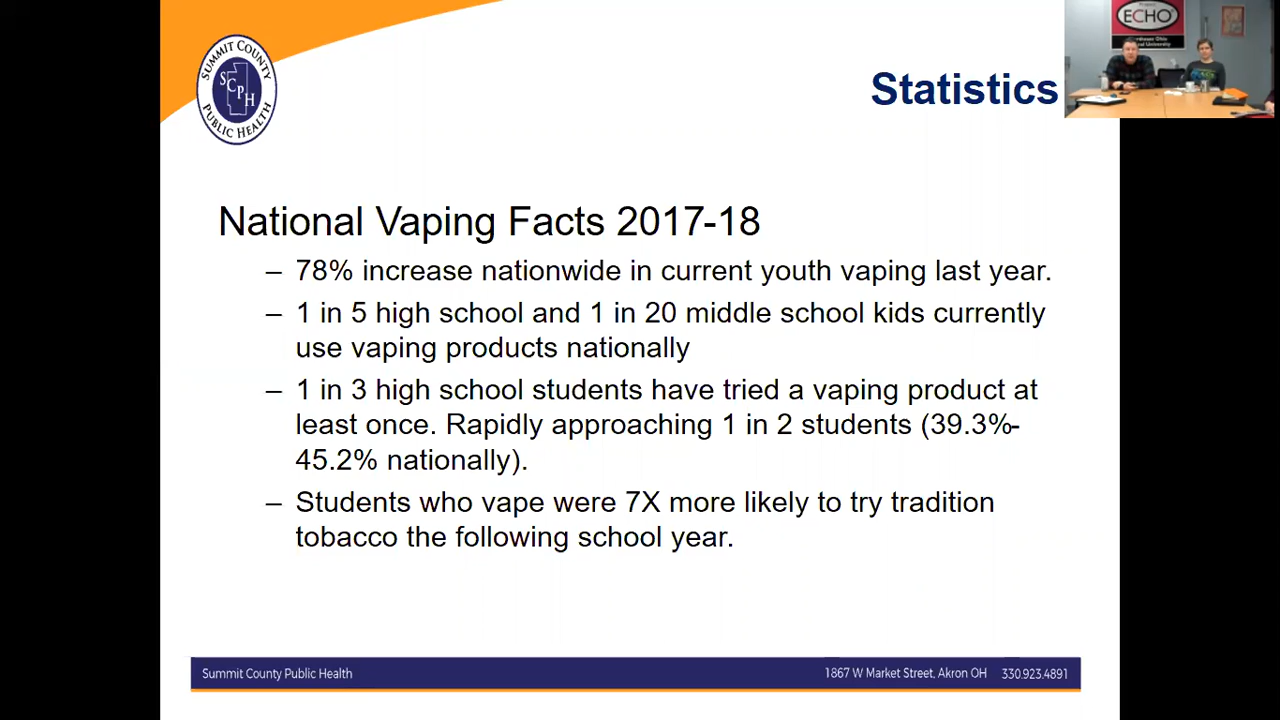 SUMMIT COUNTY
SCPH
PUBLIC HEALTH
Statistics
ECHO
National Vaping Facts 2017-18
– 78% increase nationwide in current youth vaping last year.
– 1 in 5 high school and 1 in 20 middle school kids currently
use vaping products nationally
– 1 in 3 high school students have tried a vaping product at
least once. Rapidly approaching 1 in 2 students (39.3%-
45.2% nationally).
– Students who vape were 7X more likely to try tradition
tobacco the following school year.
Summit County Public Health
1867 W Market Street, Akron OH 330.923.4891